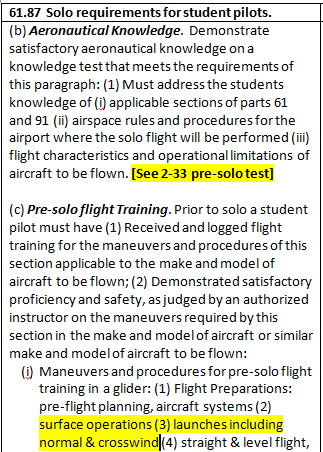 61.87 Solo requirements for student pilots.
(b) Aeronautical Knowledge. Demonstrate
satisfactory aeronautical knowledge on a
knowledge test that meets the requirements of
this paragraph: (1) Must address the students
knowledge of (i) applicable sections of parts 61
and 91 (ii) airspace rules and procedures for the
airport where the solo flight will be performed (iii)
flight characteristics and operational limitations of
aircraft to be flown. [See 2-33 pre-solo test]
(c) Pre-solo flight Training. Prior to solo a student
pilot must have (1) Received and logged flight
training for the maneuvers and procedures of this
section applicable to the make and model of
aircraft to be flown; (2) Demonstrated satisfactory
proficiency and safety, as judged by an authorized
instructor on the maneuvers required by this
section in the make and model of aircraft or similar
make and model of aircraft to be flown:
(i) Maneuvers and procedures for pre-solo flight
training in a glider: (1) Flight Preparations:
pre-flight planning, aircraft systems (2)
surface operations (3) launches including
normal & crosswind (4) straight & level flight,